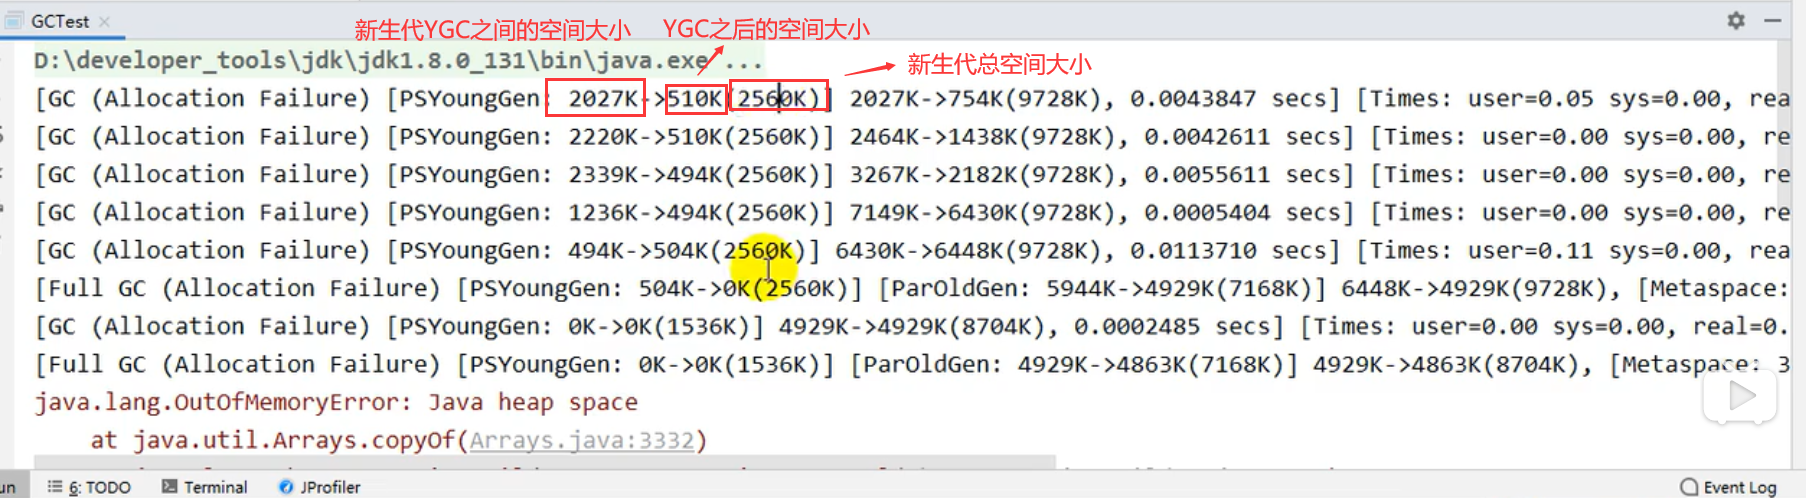 GCTest
新生代YGC之间的空间大小 YGC之后的空间大小
D:\developer_tools\jdk\jdk1.8.0_131\bin\java.exe ...
新生代总空间大小
[GC (Allocation Failure) [PSYoungGen: 2027K->510K(2560K)] 2027K->754K(9728K), 0.0043847 secs] [Times: user=0.05 sys=0.00, rea
[GC (Allocation Failure) [PSYoungGen: 2220K->510K(2560K)] 2464K->1438K(9728K), 0.0042611 secs] [Times: user=0.00 sys=0.00, re
[GC (Allocation Failure) [PSYoungGen: 2339K->494K(2560K)] 3267K->2182K(9728K), 0.0055611 secs] [Times: user=0.00 sys=0.00, re
[GC (Allocation Failure) [PSYoungGen: 1236K->494K(2560K)] 7149K->6430K(9728K), 0.0005404 secs] [Times: user=0.00 sys=0.00, re
[GC (Allocation Failure) [PSYoungGen: 494K->504K(2560K)] 6430K->6448K(9728K), 0.0113710 secs] [Times: user=0.11 sys=0.00, rea
[Full GC (Allocation Failure) [PSYoungGen: 504K->0K(2560K)] [ParOldGen: 5944K->4929K(7168K)] 6448K->4929K(9728K), [Metaspace:
[GC (Allocation Failure) [PSYoungGen: 0K->0K(1536K)] 4929K->4929K(8704K), 0.0002485 secs] [Times: user=0.00 sys=0.00, real=0.
[Full GC (Allocation Failure) [PSYoungGen: 0K->0K(1536K)] [ParOldGen: 4929K->4863K(7168K)] 4929K->4863K(8704K), [Metaspace: 3
java.lang.OutOfMemoryError: Java heap space
at java.util.Arrays.copyOf(Arrays.java:3332)
un 6: TODO Terminal JProfiler Event Log